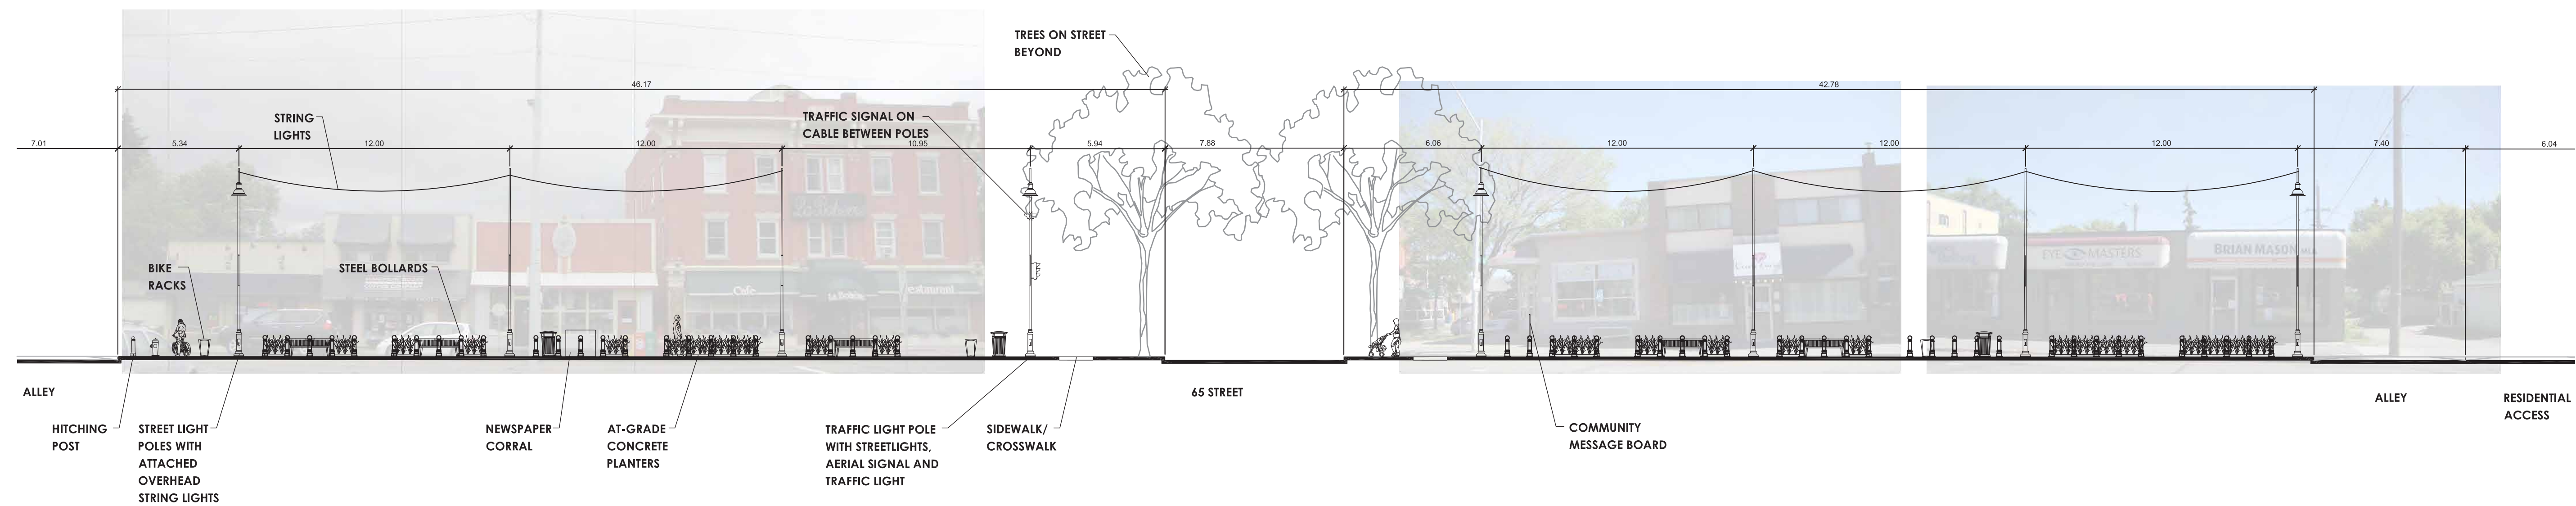 TREES ON STREET
BEYOND
46.17
42.78
STRING
LIGHTS
TRAFFIC SIGNAL ON
CABLE BETWEEN POLES
7.01
5.34
12.00
12.00
10.95
5.94
7.88
6.06
12.00
12.00
12.00
7.40
6.04
BIKE
RACKS
STEEL BOLLARDS
Cafe
EYE MASTERS
BRIAN MASON
ALLEY
65 STREET
ALLEY
RESIDENTIAL
ACCESS
HITCHING
POST
STREET LIGHT
POLES WITH
ATTACHED
OVERHEAD
STRING LIGHTS
NEWSPAPER
CORRAL
AT-GRADE
CONCRETE
PLANTERS
TRAFFIC LIGHT POLE
WITH STREETLIGHTS,
AERIAL SIGNAL AND
TRAFFIC LIGHT
SIDEWALK/
CROSSWALK
COMMUNITY
MESSAGE BOARD